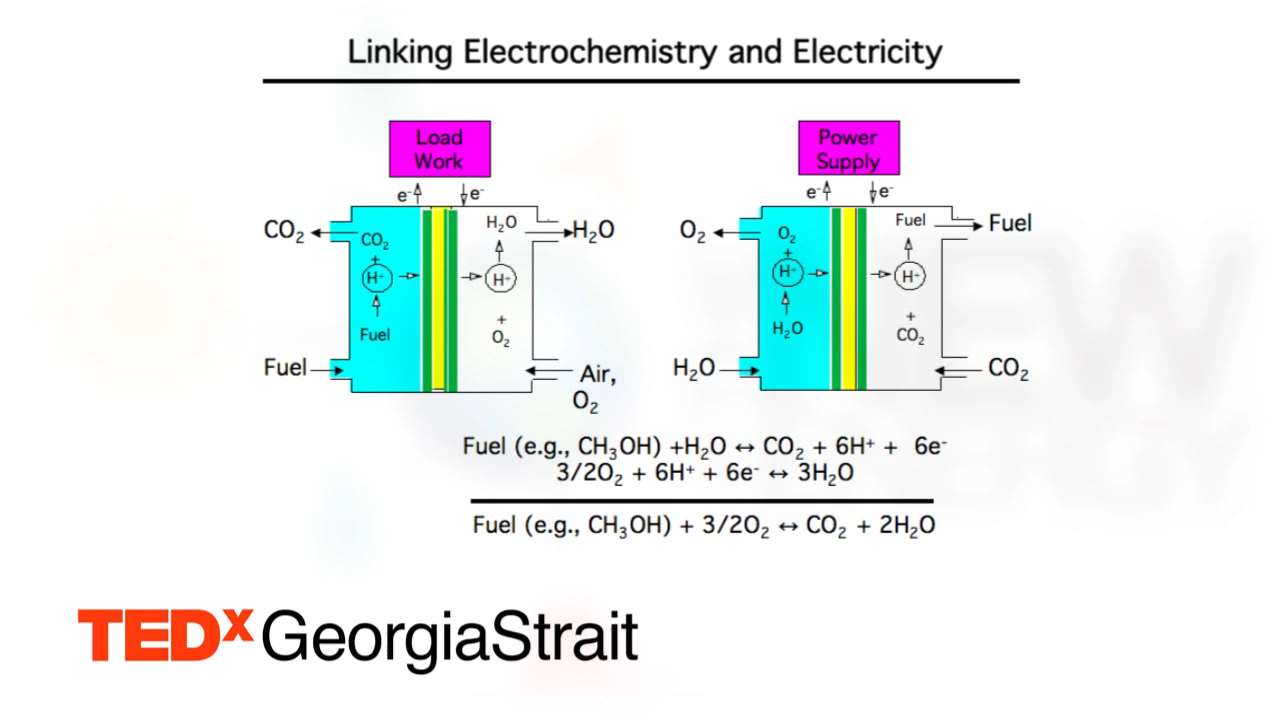 Linking Electrochemistry and Electricity
Load
Work
e⁻
e⁻
CO₂
CO₂
+
H⁺
Fuel
Fuel
H₂O
H₂O
H⁺
+
O₂
Air,
O₂
Power
Supply
e⁻
e⁻
O₂
O₂
+
H⁺
H₂O
H₂O
Fuel
Fuel
H⁺
+
CO₂
CO₂
Fuel (e.g., CH₃OH) +H₂O ↔ CO₂ + 6H⁺ + 6e⁻
3/2O₂ + 6H⁺ + 6e⁻ ↔ 3H₂O
Fuel (e.g., CH₃OH) + 3/2O₂ ↔ CO₂ + 2H₂O
NEW
ENERGY
TEDxGeorgiaStrait